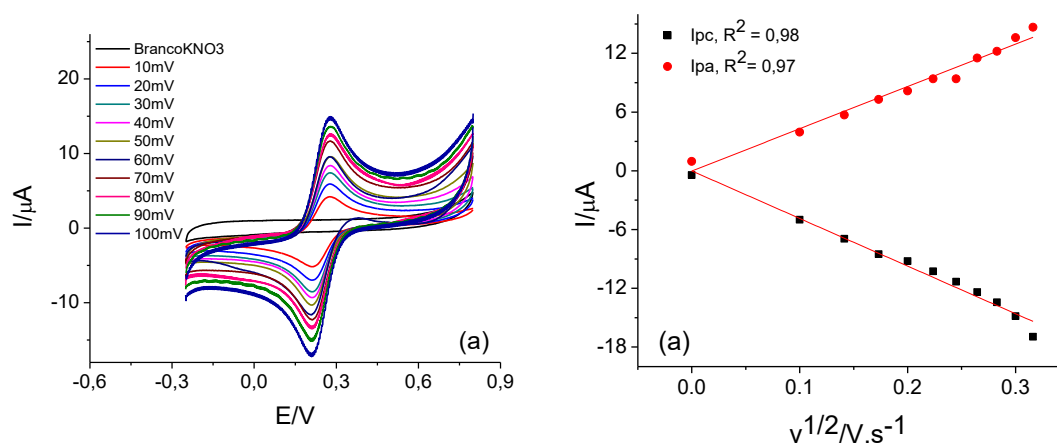 BrancoKNO3
10mV
20mV
30mV
40mV
50mV
60mV
70mV
80mV
90mV
100mV
20
10
0
-10
I/µA
(a)
-0,6
-0,3
0,0
0,3
0,6
0,9
E/V
Ipc, R² = 0,98
Ipa, R² = 0,97
12
6
0
-6
-12
-18
I/µA
(a)
0.0
0.1
0.2
0.3
v¹/²/V.s⁻¹